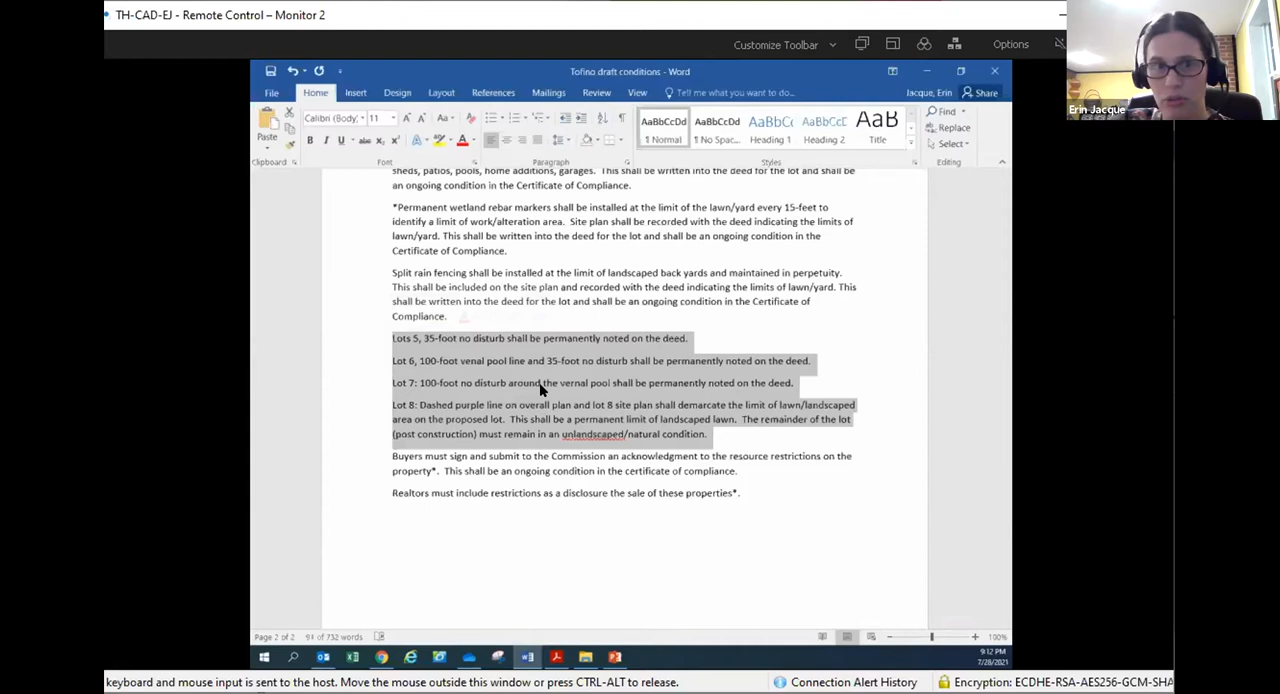 TH-CAD-EJ - Remote Control – Monitor 2
Customize Toolbar
Options
Erin Jacque
Tofino draft conditions - Word
File Home Insert Design Layout References Mailings Review View Tell me what you want to do...
Jacque, Erin Share
Paste
Calibri (Body) 11
AaBbCcDd AaBbCcDd AaBbCc AaBbCcD AaB
¶ Normal ¶ No Spac... Heading 1 Heading 2 Title
Find
Replace
Select
Clipboard Font Paragraph Styles Editing
sheds, patios, pools, home additions, garages. This shall be written into the deed for the lot and shall be
an ongoing condition in the Certificate of Compliance.
*Permanent wetland rebar markers shall be installed at the limit of the lawn/yard every 15-feet to
identify a limit of work/alteration area. Site plan shall be recorded with the deed indicating the limits of
lawn/yard. This shall be written into the deed for the lot and shall be an ongoing condition in the
Certificate of Compliance.
Split rain fencing shall be installed at the limit of landscaped back yards and maintained in perpetuity.
This shall be included on the site plan and recorded with the deed indicating the limits of lawn/yard. This
shall be written into the deed for the lot and shall be an ongoing condition in the Certificate of
Compliance.
Lots 5, 35-foot no disturb shall be permanently noted on the deed.
Lot 6, 100-foot venal pool line and 35-foot no disturb shall be permanently noted on the deed.
Lot 7: 100-foot no disturb around the vernal pool shall be permanently noted on the deed.
Lot 8: Dashed purple line on overall plan and lot 8 site plan shall demarcate the limit of lawn/landscaped
area on the proposed lot. This shall be a permanent limit of landscaped lawn. The remainder of the lot
(post construction) must remain in an unlandscaped/natural condition.
Buyers must sign and submit to the Commission an acknowledgment to the resource restrictions on the
property*. This shall be an ongoing condition in the certificate of compliance.
Realtors must include restrictions as a disclosure the sale of these properties*.
Page 2 of 2 91 of 732 words
100%
9:12 PM
7/28/2021
keyboard and mouse input is sent to the host. Move the mouse outside this window or press CTRL-ALT to release.
Connection Alert History
Encryption: ECDHE-RSA-AES256-GCM-SHA